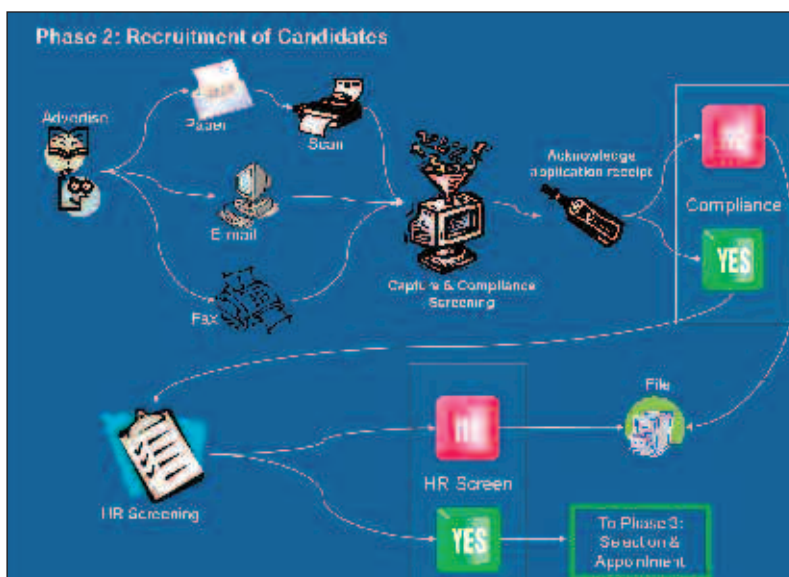 Phase 2: Recruitment of Candidates
Advertise
Paper
Scan
E-mail
Fax
Capture & Compliance
Screening
Acknowledge
application receipt
Compliance
YES
HR Screening
HR Screen
YES
File
To Phase 3:
Selection &
Appointment